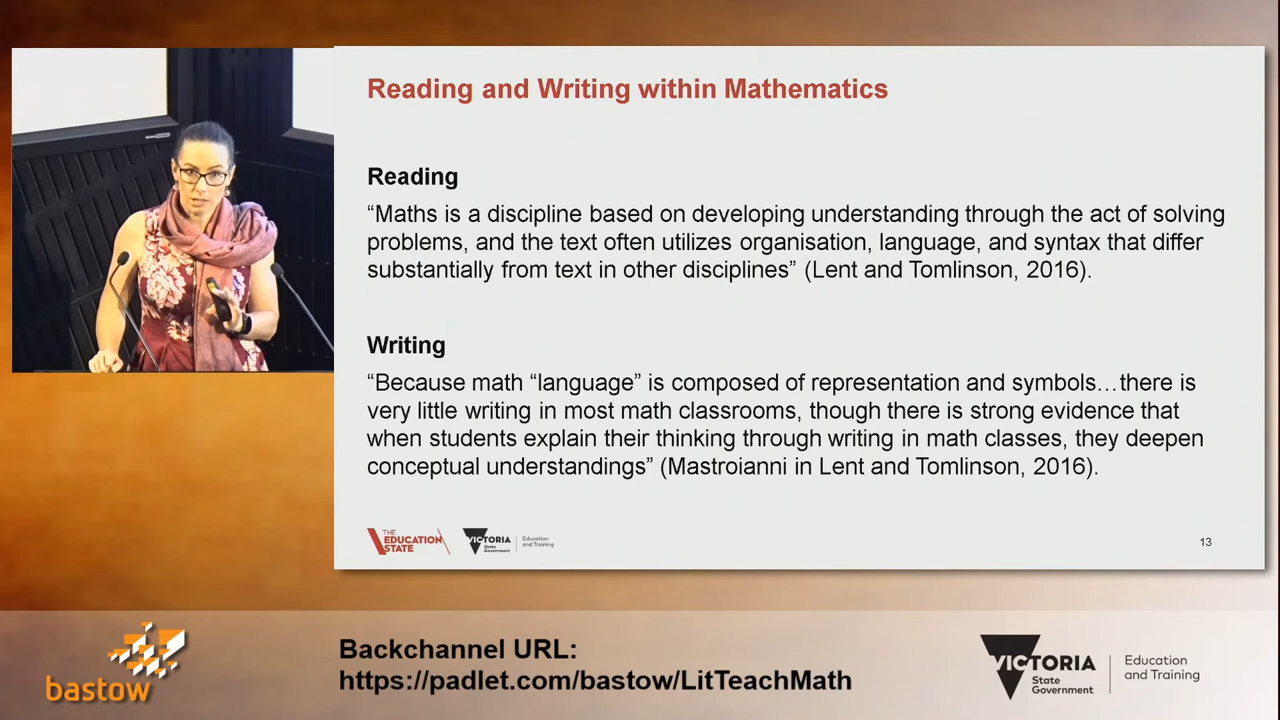 Reading and Writing within Mathematics
Reading
“Maths is a discipline based on developing understanding through the act of solving
problems, and the text often utilizes organisation, language, and syntax that differ
substantially from text in other disciplines” (Lent and Tomlinson, 2016).
Writing
“Because math “language” is composed of representation and symbols…there is
very little writing in most math classrooms, though there is strong evidence that
when students explain their thinking through writing in math classes, they deepen
conceptual understandings” (Mastroianni in Lent and Tomlinson, 2016).
THE
EDUCATION
STATE
VICTORIA
State
Government
Education
and Training
13
bastow
Backchannel URL:
https://padlet.com/bastow/LitTeachMath
VICTORIA
State
Government
Education
and Training